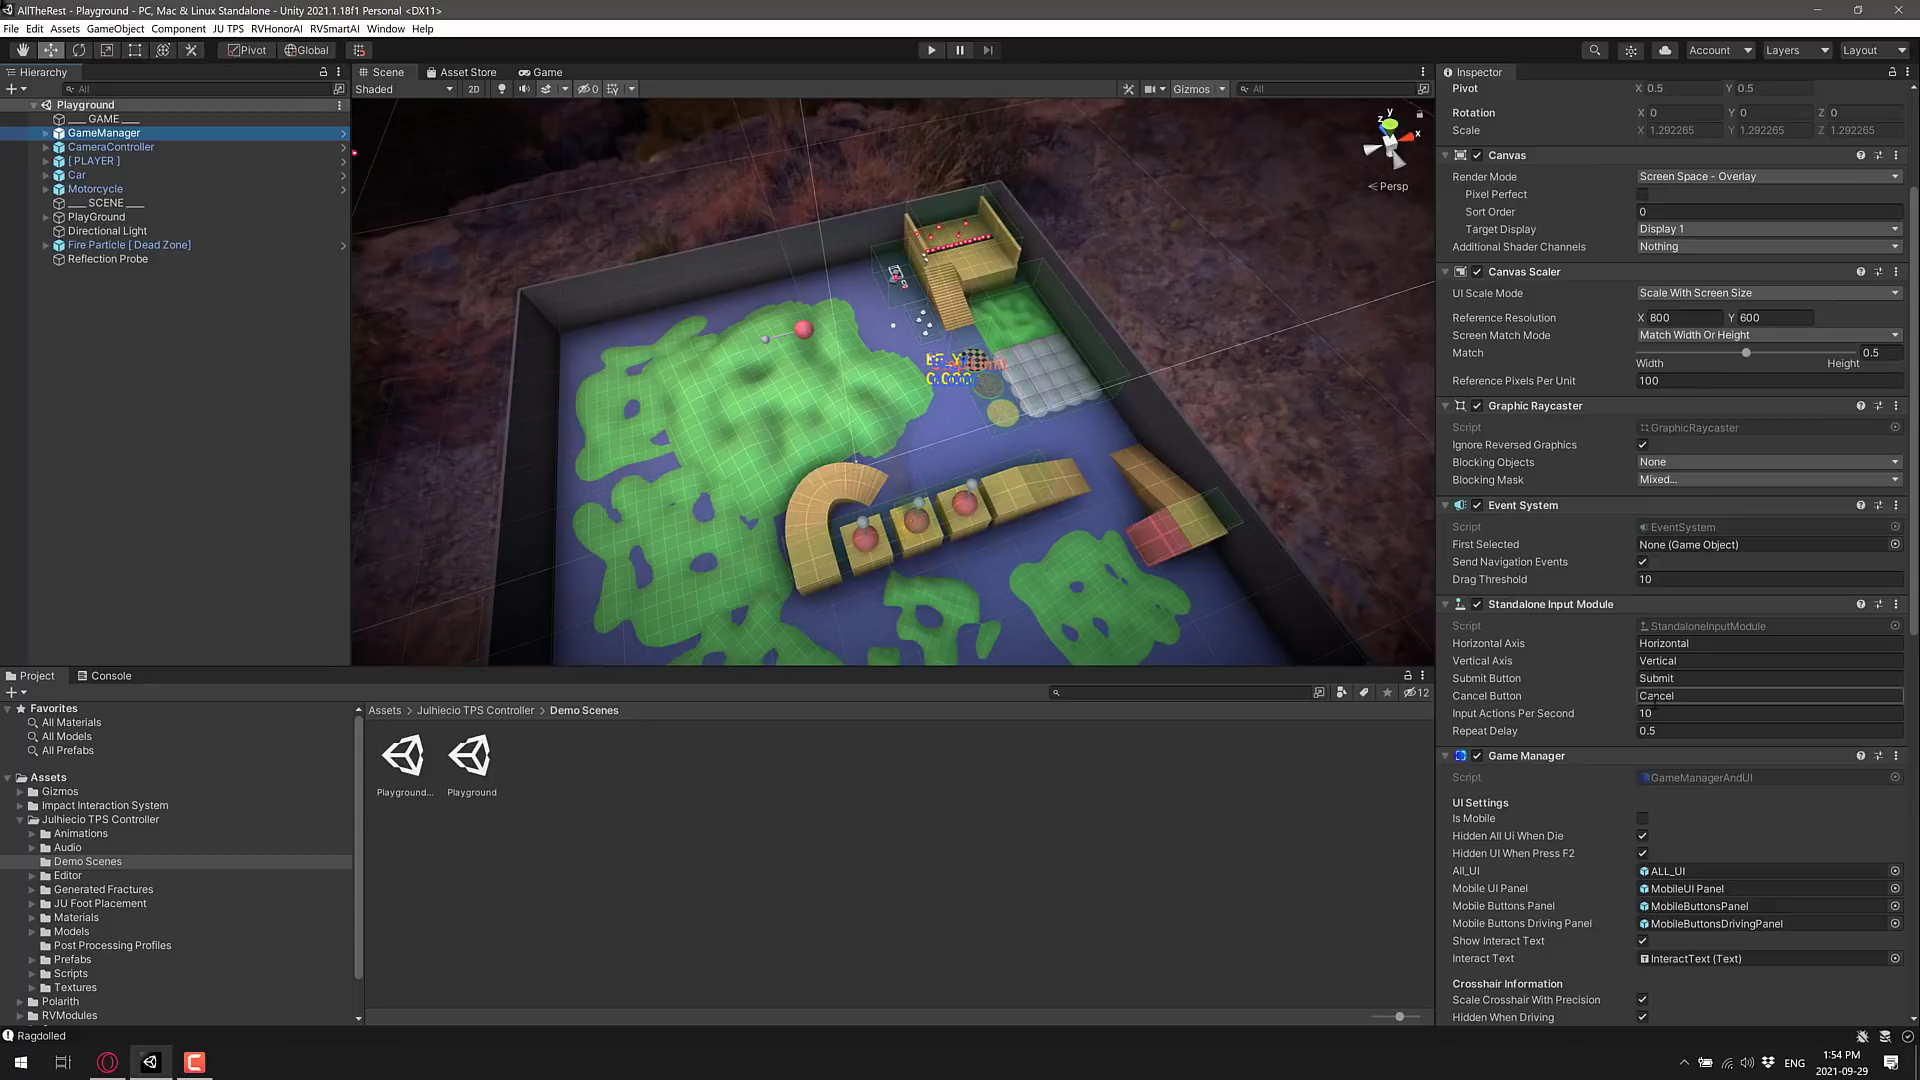 AllTheRest - Playground - PC, Mac & Linux Standalone - Unity 2021.1.18f1 Personal <DX11>
File Edit Assets GameObject Component JU TPS RVHonorAI RVSmartAI Window Help
Pivot Global Account Layers Layout
Hierarchy
All
Playground
___ GAME ___
GameManager
CameraController
[ PLAYER ]
Car
Motorcycle
___ SCENE ___
PlayGround
Directional Light
Fire Particle [ Dead Zone]
Reflection Probe
Scene Asset Store Game
Shaded 2D 0 Gizmos All
y
z x
Persp
0.000
Inspector
Pivot X 0.5 Y 0.5
Rotation X 0 Y 0 Z 0
Scale X 1.292265 Y 1.292265 Z 1.292265
Canvas
Render Mode Screen Space - Overlay
Pixel Perfect
Sort Order 0
Target Display Display 1
Additional Shader Channels Nothing
Canvas Scaler
UI Scale Mode Scale With Screen Size
Reference Resolution X 800 Y 600
Screen Match Mode Match Width Or Height
Match 0.5
Width Height
Reference Pixels Per Unit 100
Graphic Raycaster
Script GraphicRaycaster
Ignore Reversed Graphics
Blocking Objects None
Blocking Mask Mixed...
Event System
Script EventSystem
First Selected None (Game Object)
Send Navigation Events
Drag Threshold 10
Standalone Input Module
Script StandaloneInputModule
Horizontal Axis Horizontal
Vertical Axis Vertical
Submit Button Submit
Cancel Button Cancel
Input Actions Per Second 10
Repeat Delay 0.5
Game Manager
Script GameManagerAndUI
UI Settings
Is Mobile
Hidden All Ui When Die
Hidden UI When Press F2
All_UI ALL_UI
Mobile UI Panel MobileUI Panel
Mobile Buttons Panel MobileButtonsPanel
Mobile Buttons Driving Panel MobileButtonsDrivingPanel
Show Interact Text
Interact Text InteractText (Text)
Crosshair Information
Scale Crosshair With Precision
Hidden When Driving
Project Console
12
Favorites
All Materials
All Models
All Prefabs
Assets
Gizmos
Impact Interaction System
Julhiecio TPS Controller
Animations
Audio
Demo Scenes
Editor
Generated Fractures
JU Foot Placement
Materials
Models
Post Processing Profiles
Prefabs
Scripts
Textures
Polarith
RVModules
Assets Julhiecio TPS Controller Demo Scenes
Playground... Playground
Ragdolled
ENG 1:54 PM
2021-09-29